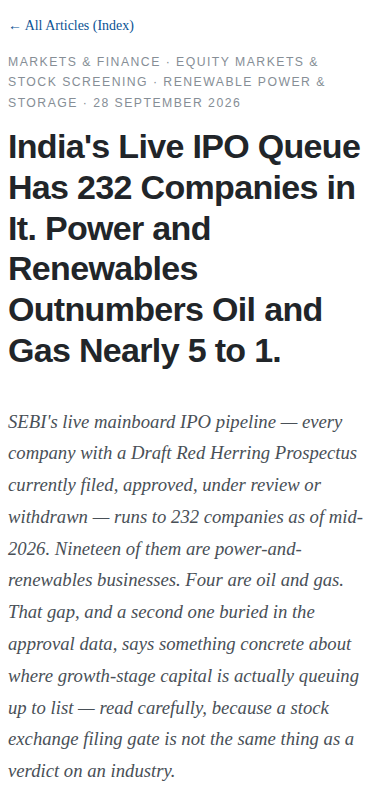 ← All Articles (Index)
MARKETS & FINANCE · EQUITY MARKETS &
STOCK SCREENING · RENEWABLE POWER &
STORAGE · 28 SEPTEMBER 2026
India's Live IPO Queue
Has 232 Companies in
It. Power and
Renewables
Outnumbers Oil and
Gas Nearly 5 to 1.
SEBI's live mainboard IPO pipeline — every
company with a Draft Red Herring Prospectus
currently filed, approved, under review or
withdrawn — runs to 232 companies as of mid-
2026. Nineteen of them are power-and-
renewables businesses. Four are oil and gas.
That gap, and a second one buried in the
approval data, says something concrete about
where growth-stage capital is actually queuing
up to list — read carefully, because a stock
exchange filing gate is not the same thing as a
verdict on an industry.